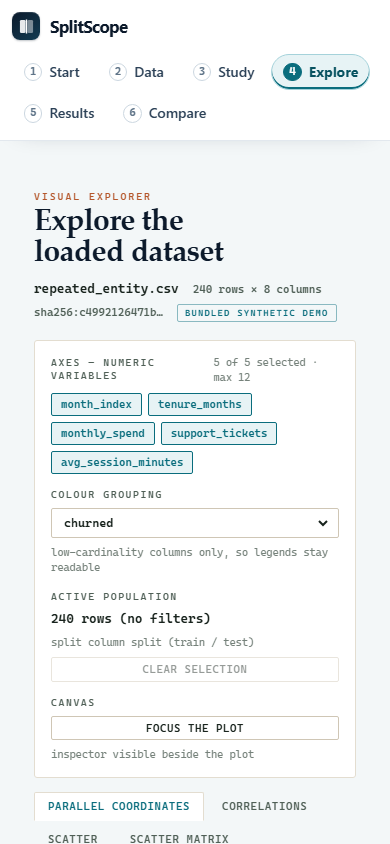 SplitScope
1 Start 2 Data 3 Study 4 Explore
5 Results 6 Compare
VISUAL EXPLORER
Explore the
loaded dataset
repeated_entity.csv 240 rows × 8 columns
sha256:c4992126471b… BUNDLED SYNTHETIC DEMO
AXES — NUMERIC VARIABLES
5 of 5 selected · max 12
month_index tenure_months
monthly_spend support_tickets
avg_session_minutes
COLOUR GROUPING
churned
low-cardinality columns only, so legends stay
readable
ACTIVE POPULATION
240 rows (no filters)
split column split (train / test)
CLEAR SELECTION
CANVAS
FOCUS THE PLOT
inspector visible beside the plot
PARALLEL COORDINATES CORRELATIONS
SCATTER SCATTER MATRIX